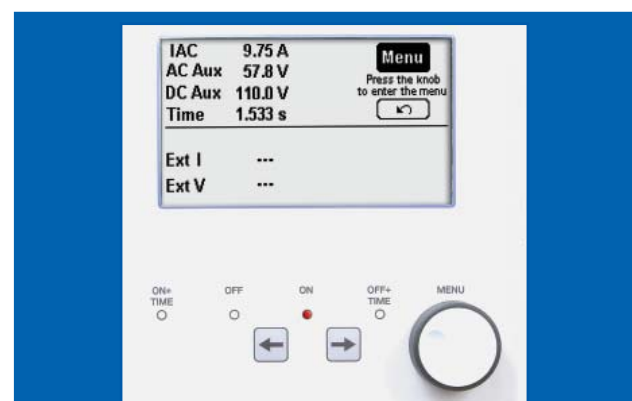 IAC 9.75 A
AC Aux 57.8 V
DC Aux 110.0 V
Time 1.533 s
Menu
Press the knob
to enter the menu
Ext I ---
Ext V ---
ON+
TIME
OFF
ON
OFF+
TIME
MENU